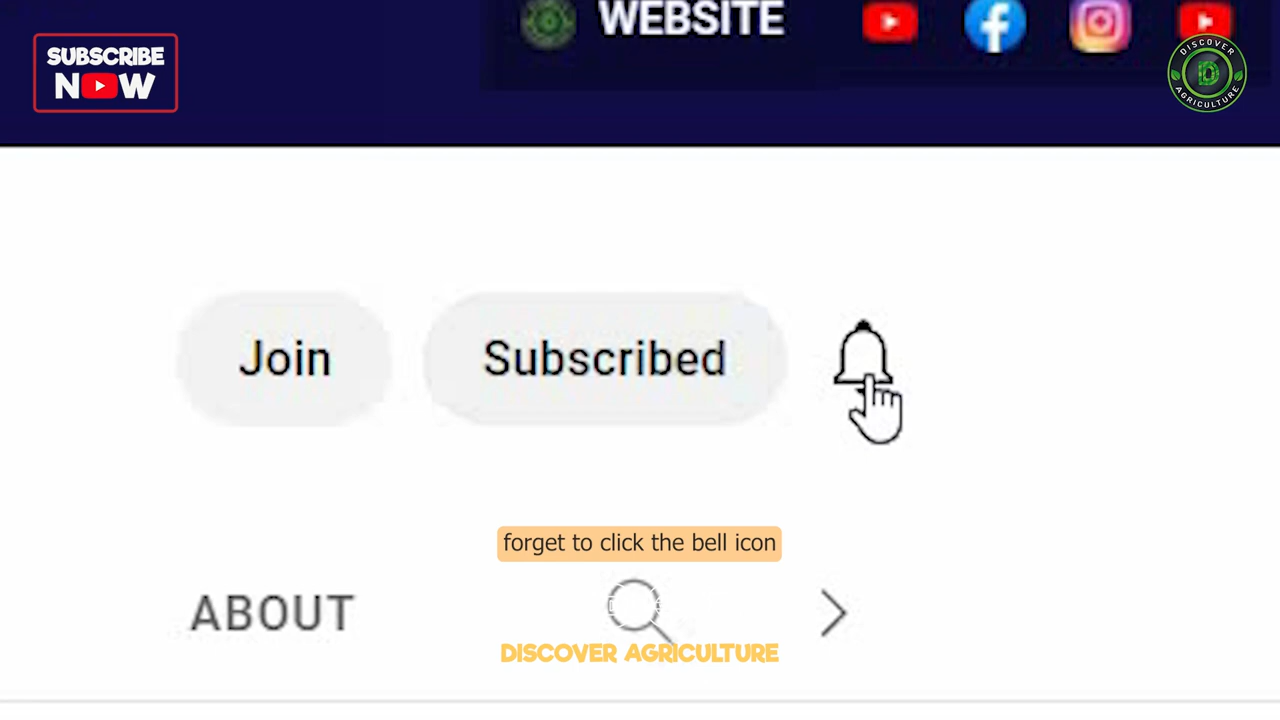 WEBSITE
SUBSCRIBE
NOW
DISCOVER
D
AGRICULTURE
Join
Subscribed
forget to click the bell icon
ABOUT
DISCOVER AGRICULTURE